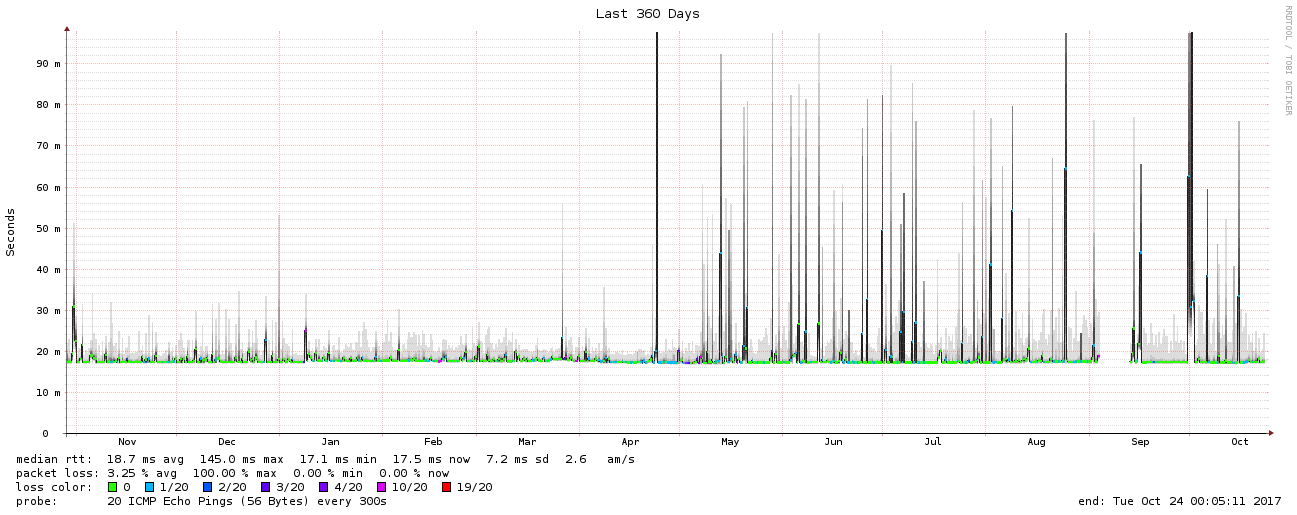 Last 360 Days
RRDTOOL / TOBI OETIKER
Seconds
90 m
80 m
70 m
60 m
50 m
40 m
30 m
20 m
10 m
0
Nov Dec Jan Feb Mar Apr May Jun Jul Aug Sep Oct
median rtt: 18.7 ms avg 145.0 ms max 17.1 ms min 17.5 ms now 7.2 ms sd 2.6 am/s
packet loss: 3.25 % avg 100.00 % max 0.00 % min 0.00 % now
loss color: 0 1/20 2/20 3/20 4/20 10/20 19/20
probe: 20 ICMP Echo Pings (56 Bytes) every 300s end: Tue Oct 24 00:05:11 2017